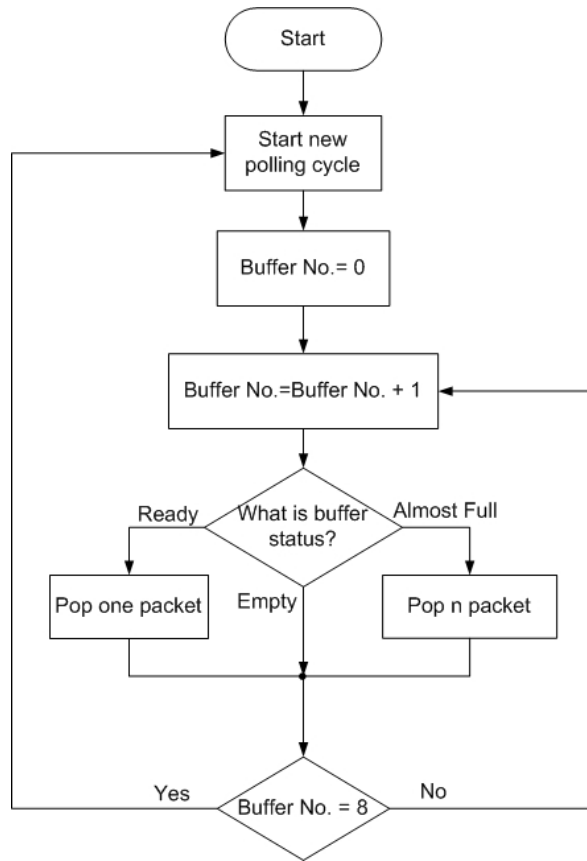 Start
Start new
polling cycle
Buffer No.= 0
Buffer No.=Buffer No. + 1
What is buffer
status?
Ready
Almost Full
Empty
Pop one packet
Pop n packet
Buffer No. = 8
Yes
No